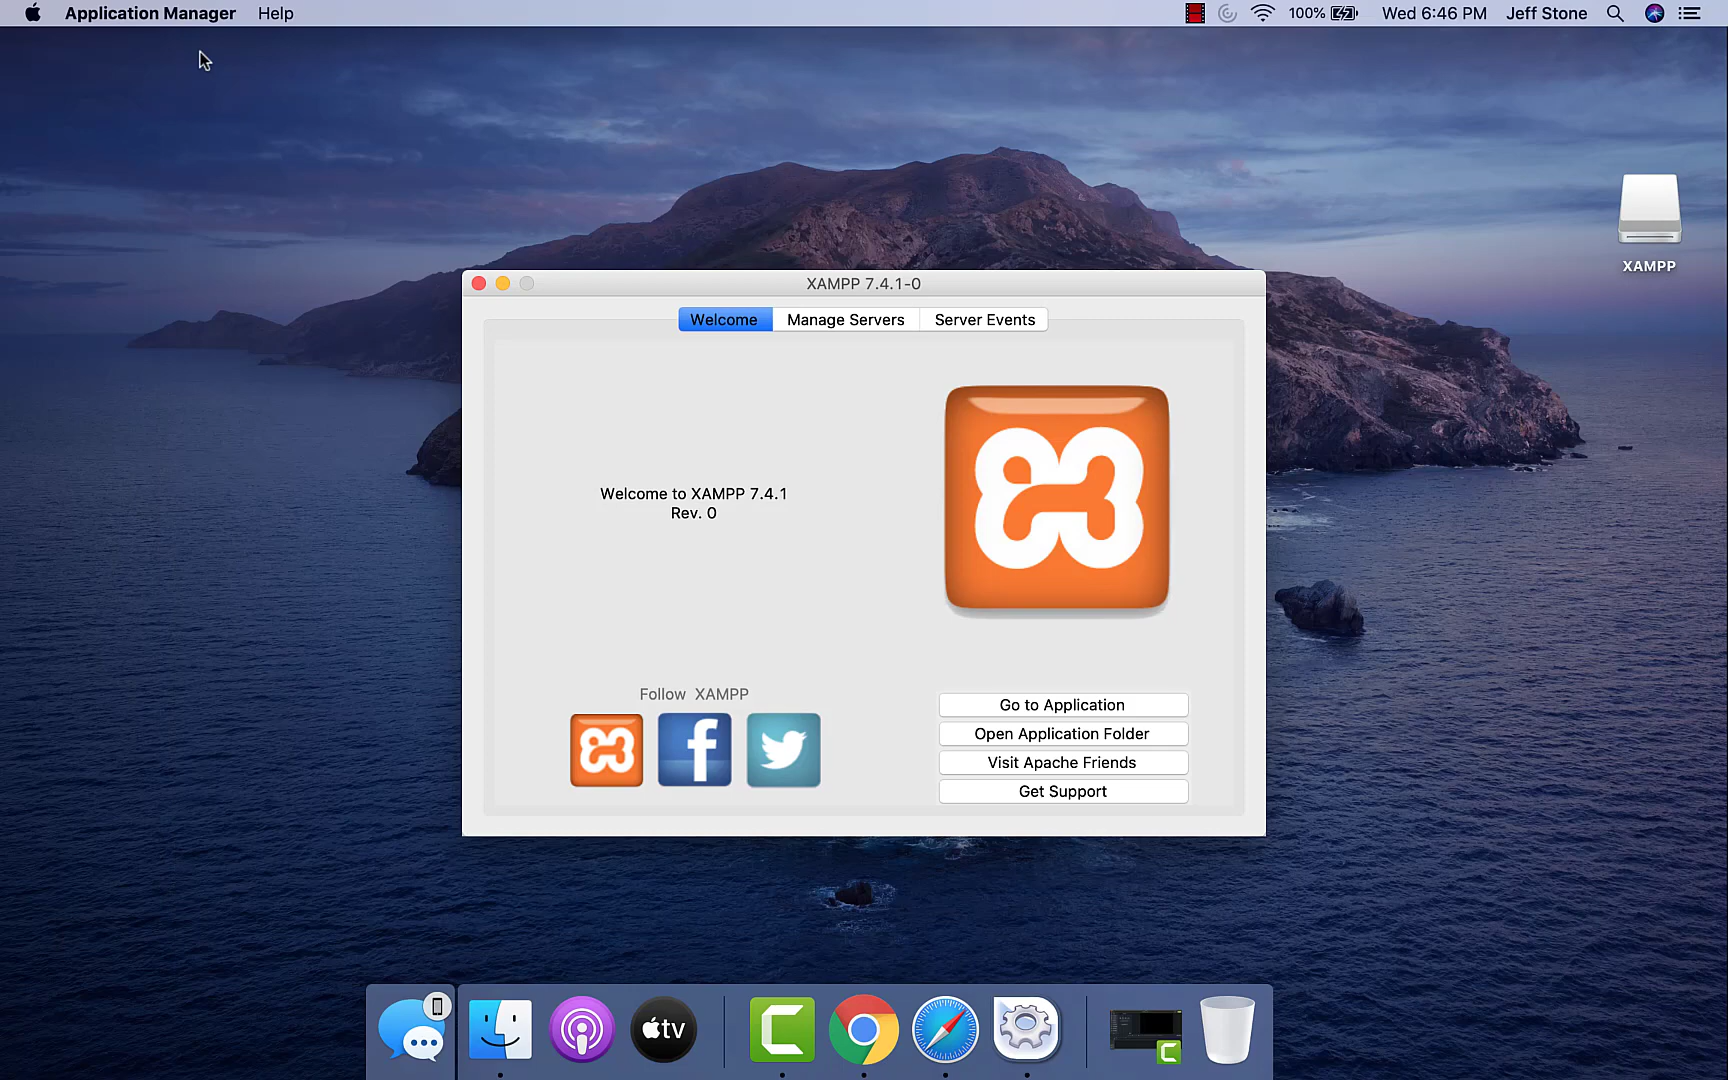 Application Manager Help 100% Wed 6:46 PM Jeff Stone
XAMPP
XAMPP 7.4.1-0
Welcome Manage Servers Server Events
Welcome to XAMPP 7.4.1
Rev. 0
Follow XAMPP
Go to Application
Open Application Folder
Visit Apache Friends
Get Support
tv